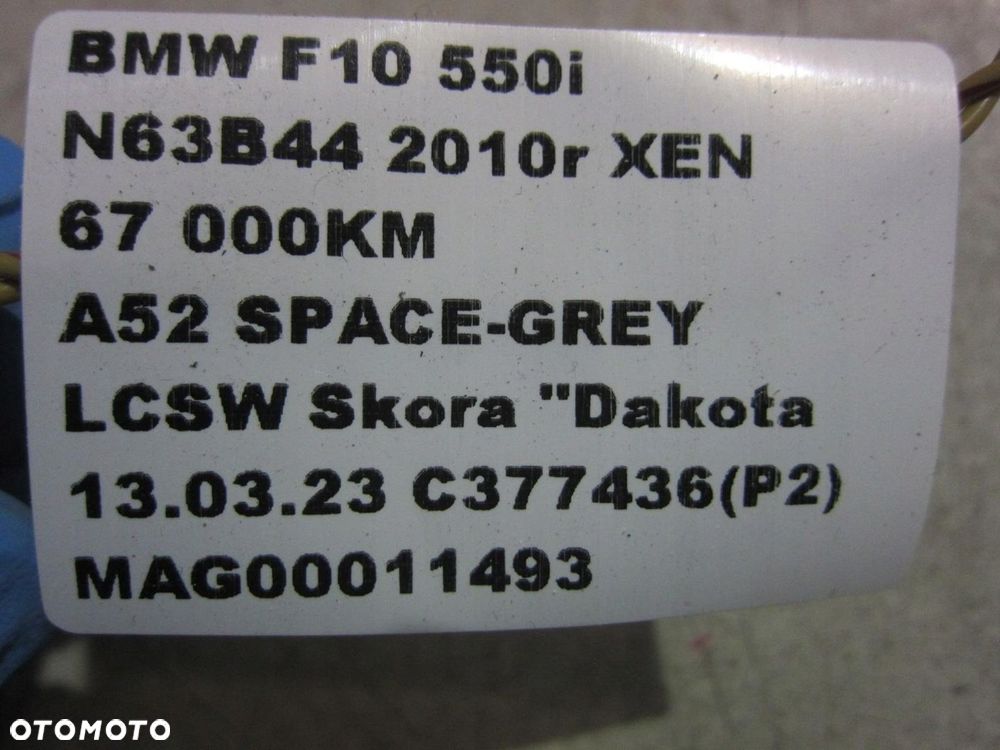 BMW F10 550i
N63B44 2010r XEN
67 000KM
A52 SPACE-GREY
LCSW Skora "Dakota
13.03.23 C377436(P2)
MAG00011493
OTOMOTO